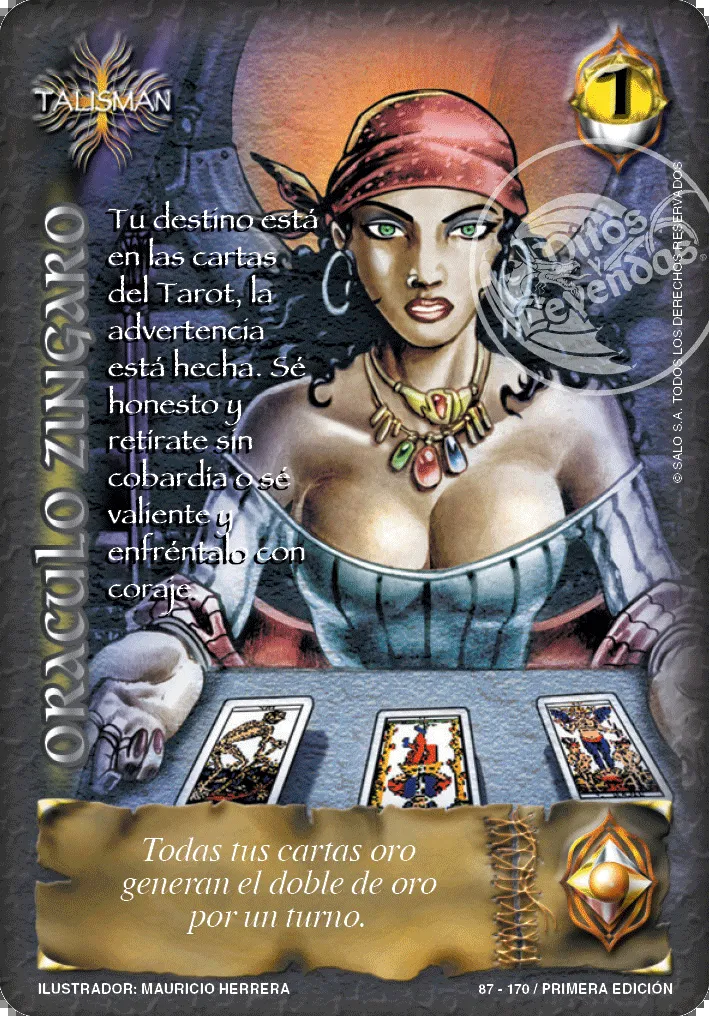 TALISMAN
1
ORACULO ZINGARO
Tu destino está
en las cartas
del Tarot, la
advertencia
está hecha. Sé
honesto y
retírate sin
cobardía o sé
valiente y
enfréntalo con
coraje.
Mitos
y
Leyendas
®
© SALO S.A. TODOS LOS DERECHOS RESERVADOS
Todas tus cartas oro
generan el doble de oro
por un turno.
ILUSTRADOR: MAURICIO HERRERA
87 - 170 / PRIMERA EDICIÓN